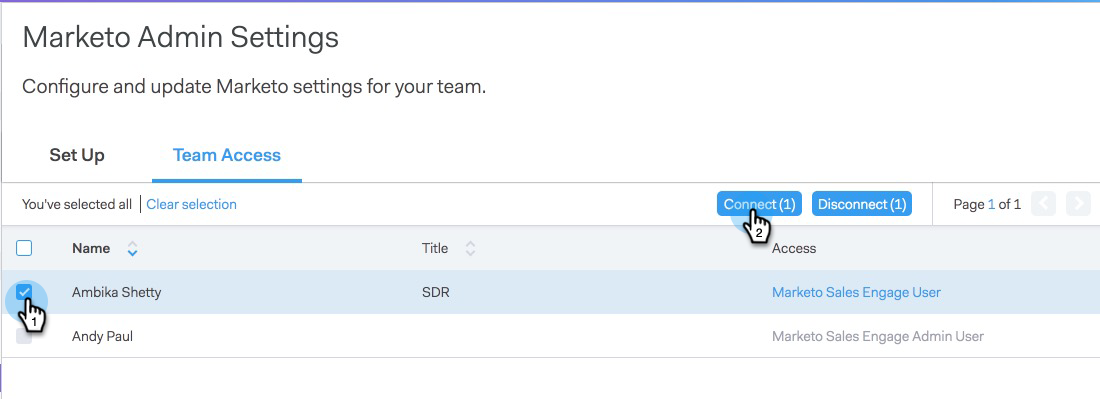 Marketo Admin Settings
Configure and update Marketo settings for your team.
Set Up Team Access
You've selected all | Clear selection Connect (1) Disconnect (1) Page 1 of 1
Name Title Access
Ambika Shetty SDR Marketo Sales Engage User
1 2
Andy Paul Marketo Sales Engage Admin User